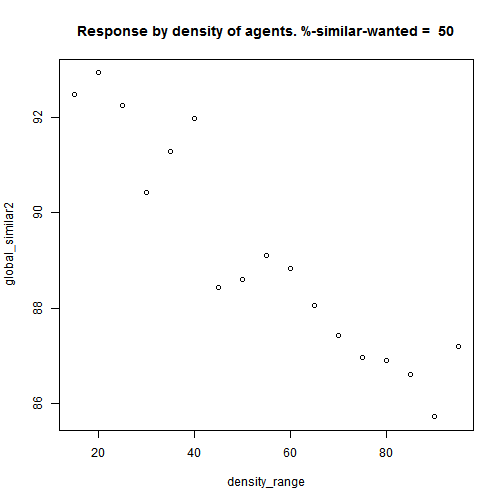 Response by density of agents. %-similar-wanted =  50
92
90
88
86
global_similar2
20 40 60 80
density_range